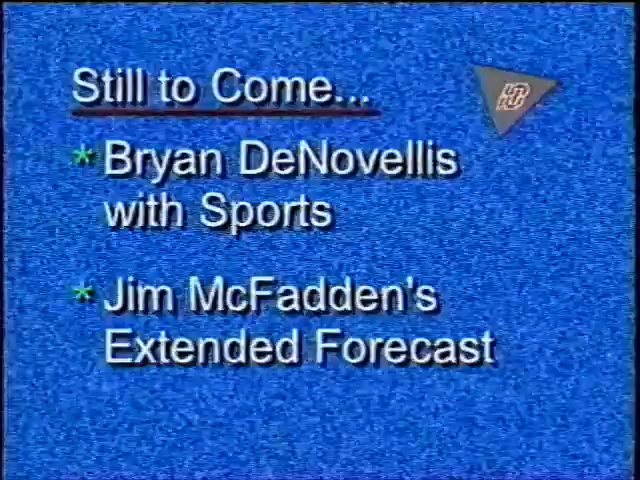 Still to Come...
* Bryan DeNovellis
with Sports
* Jim McFadden's
Extended Forecast